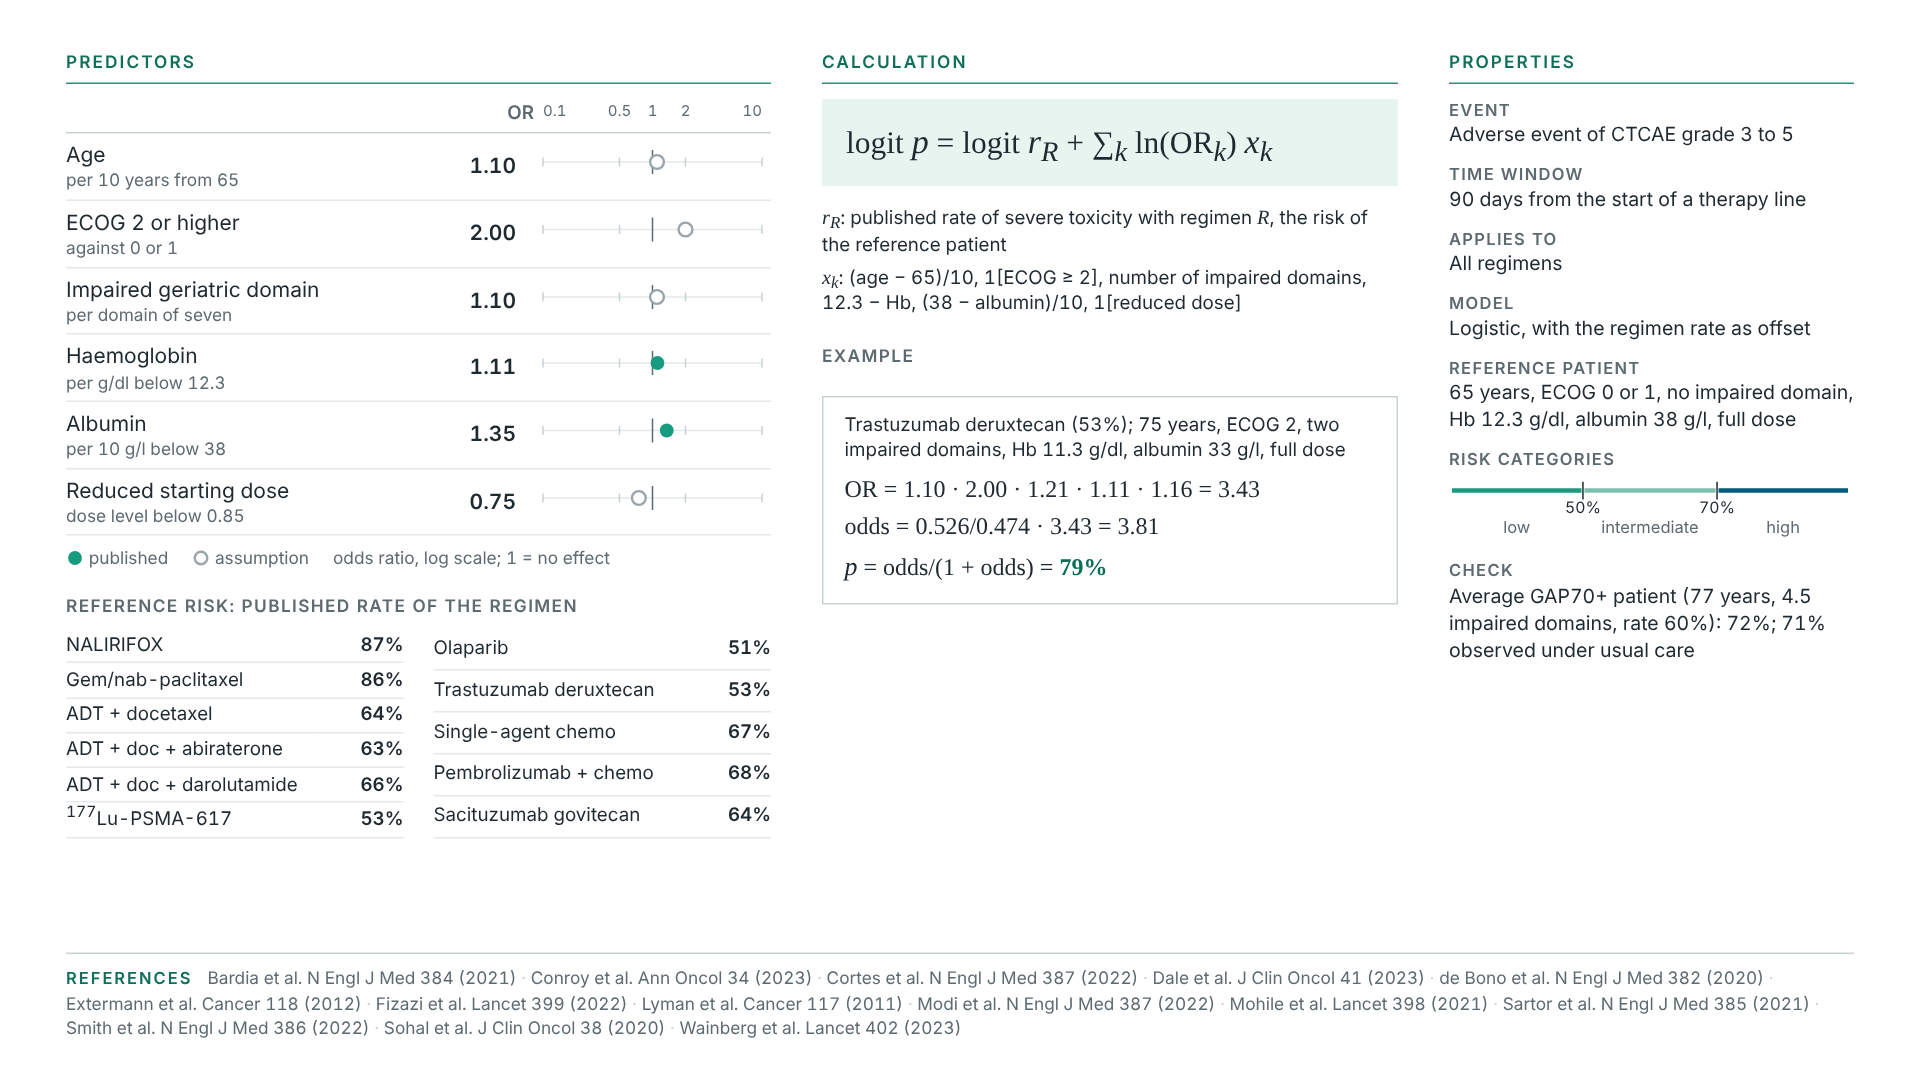 PREDICTORS
OR 0.1 0.5 1 2 10
Age 1.10
per 10 years from 65
ECOG 2 or higher 2.00
against 0 or 1
Impaired geriatric domain 1.10
per domain of seven
Haemoglobin 1.11
per g/dl below 12.3
Albumin 1.35
per 10 g/l below 38
Reduced starting dose 0.75
dose level below 0.85
published assumption odds ratio, log scale; 1 = no effect
REFERENCE RISK: PUBLISHED RATE OF THE REGIMEN
NALIRIFOX 87%
Gem/nab-paclitaxel 86%
ADT + docetaxel 64%
ADT + doc + abiraterone 63%
ADT + doc + darolutamide 66%
177Lu-PSMA-617 53%
Olaparib 51%
Trastuzumab deruxtecan 53%
Single-agent chemo 67%
Pembrolizumab + chemo 68%
Sacituzumab govitecan 64%
CALCULATION
logit p = logit r_R + ∑_k ln(OR_k) x_k
r_R: published rate of severe toxicity with regimen R, the risk of
the reference patient
x_k: (age − 65)/10, 1[ECOG ≥ 2], number of impaired domains,
12.3 − Hb, (38 − albumin)/10, 1[reduced dose]
EXAMPLE
Trastuzumab deruxtecan (53%); 75 years, ECOG 2, two
impaired domains, Hb 11.3 g/dl, albumin 33 g/l, full dose
OR = 1.10 · 2.00 · 1.21 · 1.11 · 1.16 = 3.43
odds = 0.526/0.474 · 3.43 = 3.81
p = odds/(1 + odds) = 79%
PROPERTIES
EVENT
Adverse event of CTCAE grade 3 to 5
TIME WINDOW
90 days from the start of a therapy line
APPLIES TO
All regimens
MODEL
Logistic, with the regimen rate as offset
REFERENCE PATIENT
65 years, ECOG 0 or 1, no impaired domain,
Hb 12.3 g/dl, albumin 38 g/l, full dose
RISK CATEGORIES
50% 70%
low intermediate high
CHECK
Average GAP70+ patient (77 years, 4.5
impaired domains, rate 60%): 72%; 71%
observed under usual care
REFERENCES Bardia et al. N Engl J Med 384 (2021) · Conroy et al. Ann Oncol 34 (2023) · Cortes et al. N Engl J Med 387 (2022) · Dale et al. J Clin Oncol 41 (2023) · de Bono et al. N Engl J Med 382 (2020) ·
Extermann et al. Cancer 118 (2012) · Fizazi et al. Lancet 399 (2022) · Lyman et al. Cancer 117 (2011) · Modi et al. N Engl J Med 387 (2022) · Mohile et al. Lancet 398 (2021) · Sartor et al. N Engl J Med 385 (2021) ·
Smith et al. N Engl J Med 386 (2022) · Sohal et al. J Clin Oncol 38 (2020) · Wainberg et al. Lancet 402 (2023)